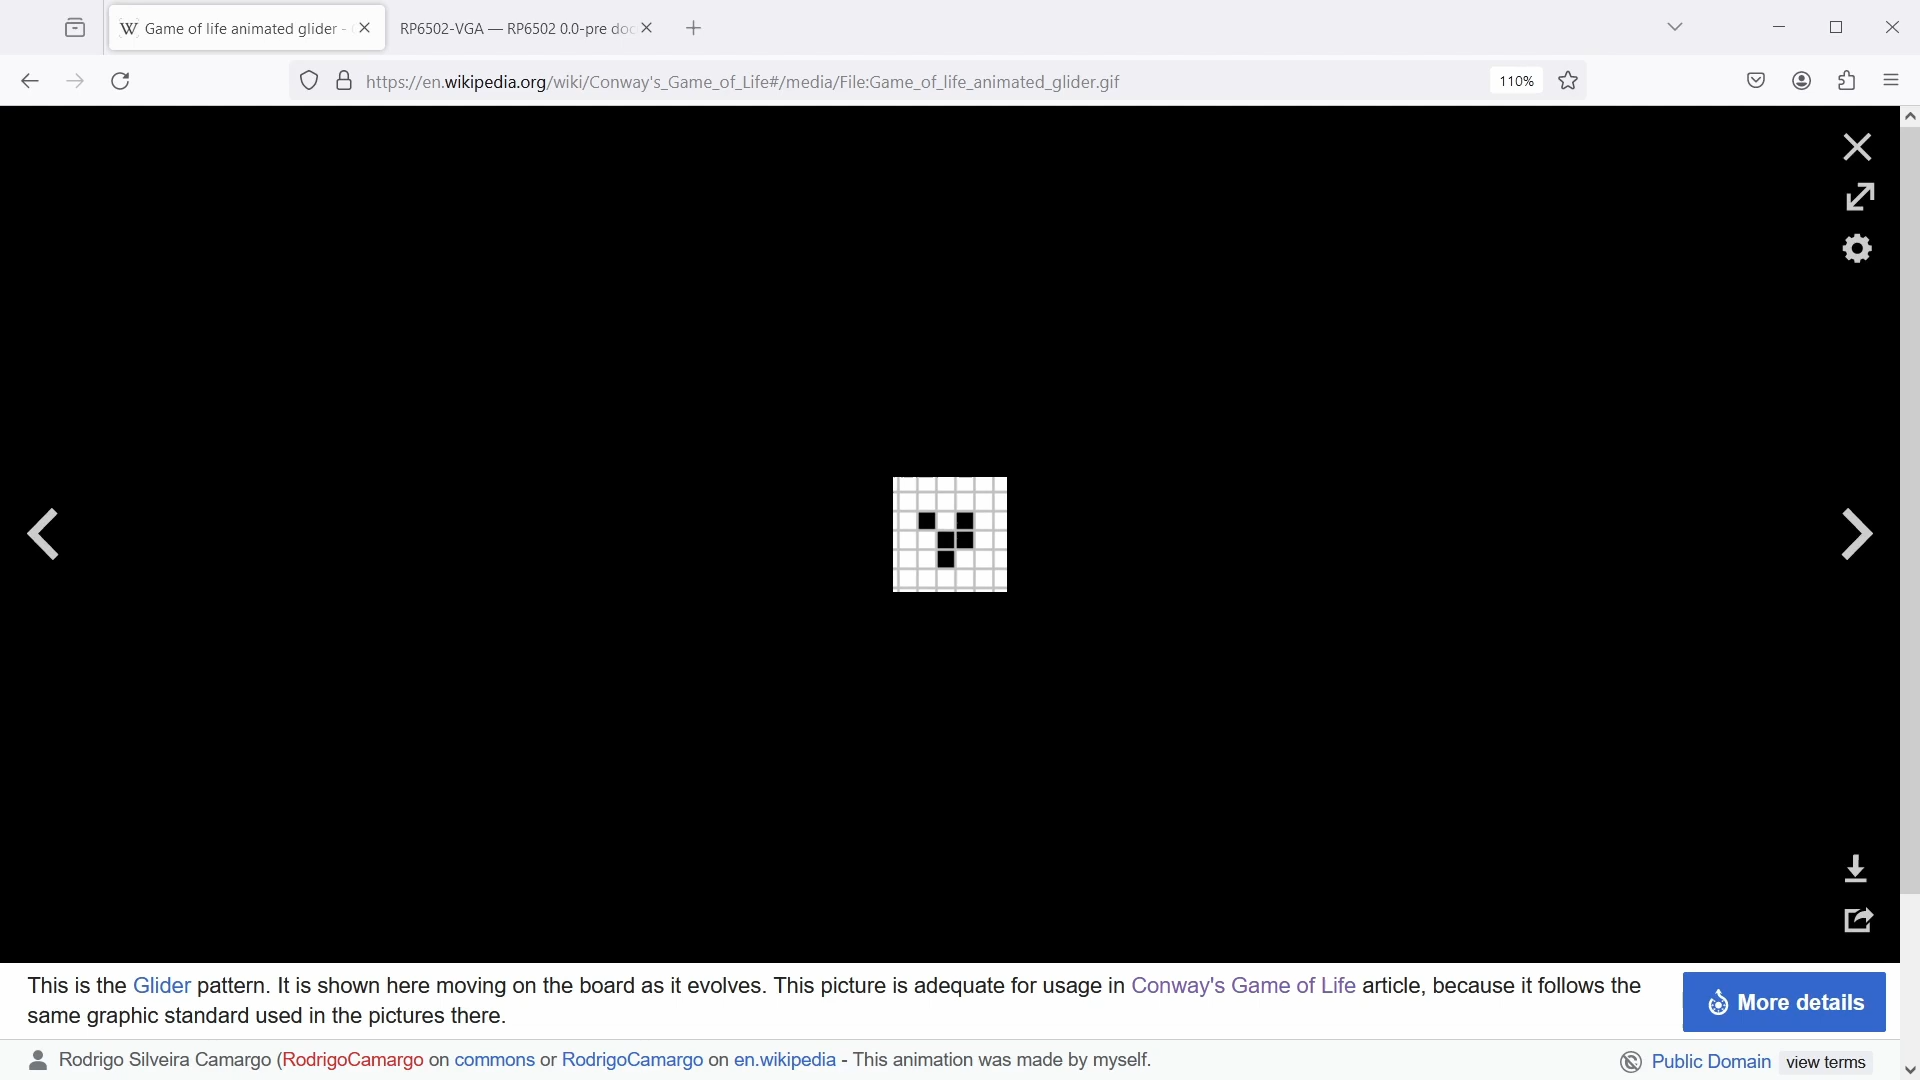 Game of life animated glider -
RP6502-VGA — RP6502 0.0-pre doc
https://en.wikipedia.org/wiki/Conway's_Game_of_Life#/media/File:Game_of_life_animated_glider.gif
110%
This is the Glider pattern. It is shown here moving on the board as it evolves. This picture is adequate for usage in Conway's Game of Life article, because it follows the
same graphic standard used in the pictures there.
More details
Rodrigo Silveira Camargo (RodrigoCamargo on commons or RodrigoCamargo on en.wikipedia - This animation was made by myself.
Public Domain view terms